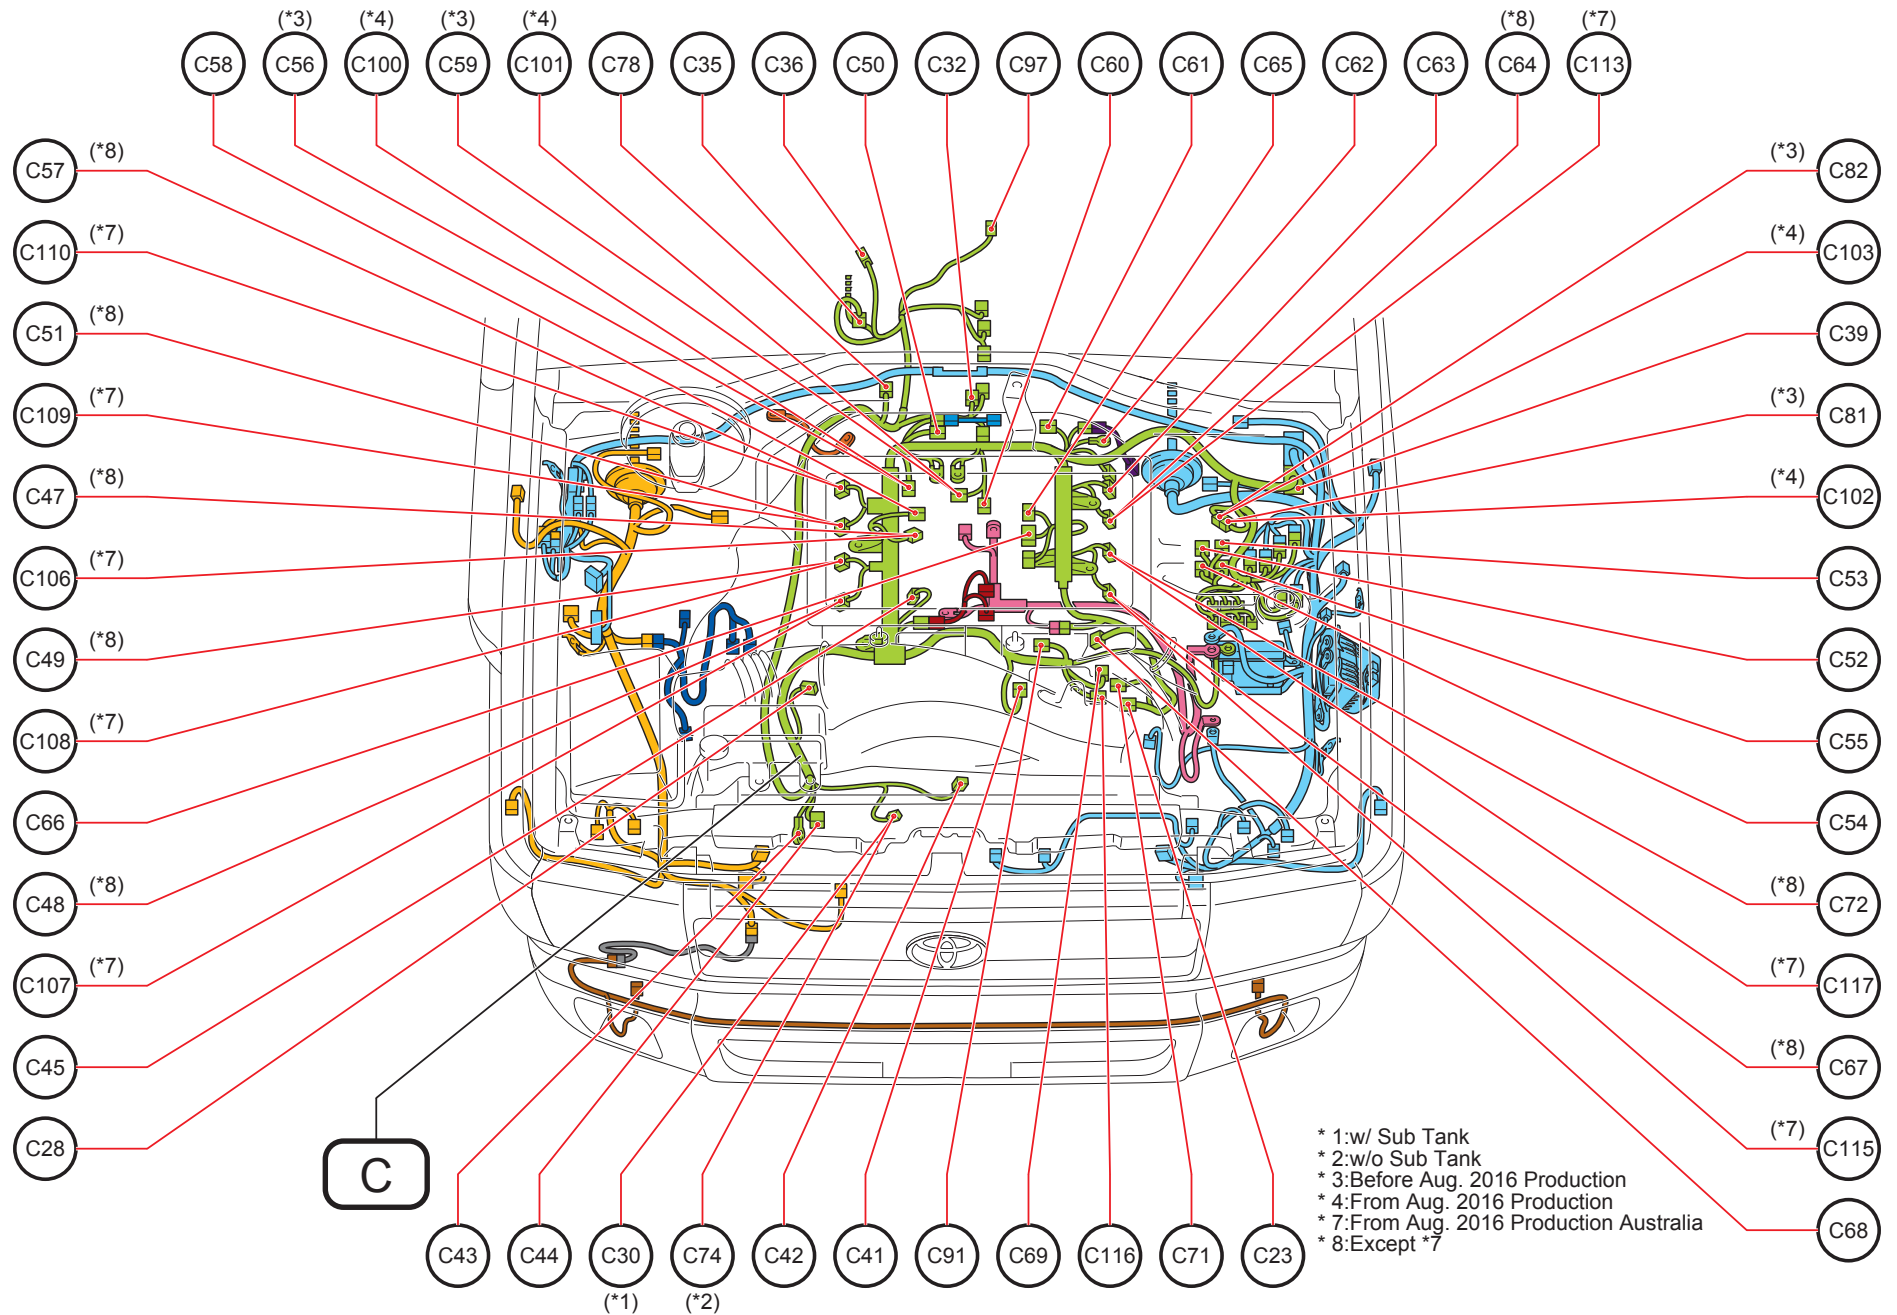 (*3) (*4) (*3) (*4) (*8) (*7)
C58 C56 C100 C59 C101 C78 C35 C36 C50 C32 C97 C60 C61 C65 C62 C63 C64 C113
C57 (*8)
(*3) C82
C110 (*7)
(*4) C103
C51 (*8)
C39
C109 (*7)
(*3) C81
C47 (*8)
(*4) C102
C106 (*7)
C53
C49 (*8)
C52
C108 (*7)
C55
C66
C54
C48 (*8)
(*8) C72
C107 (*7)
(*7) C117
C45
(*8) C67
C28
(*7) C115
C
* 1:w/ Sub Tank
* 2:w/o Sub Tank
* 3:Before Aug. 2016 Production
* 4:From Aug. 2016 Production
* 7:From Aug. 2016 Production Australia
* 8:Except *7
C68
C43 C44 C30 C74 C42 C41 C91 C69 C116 C71 C23
(*1) (*2)